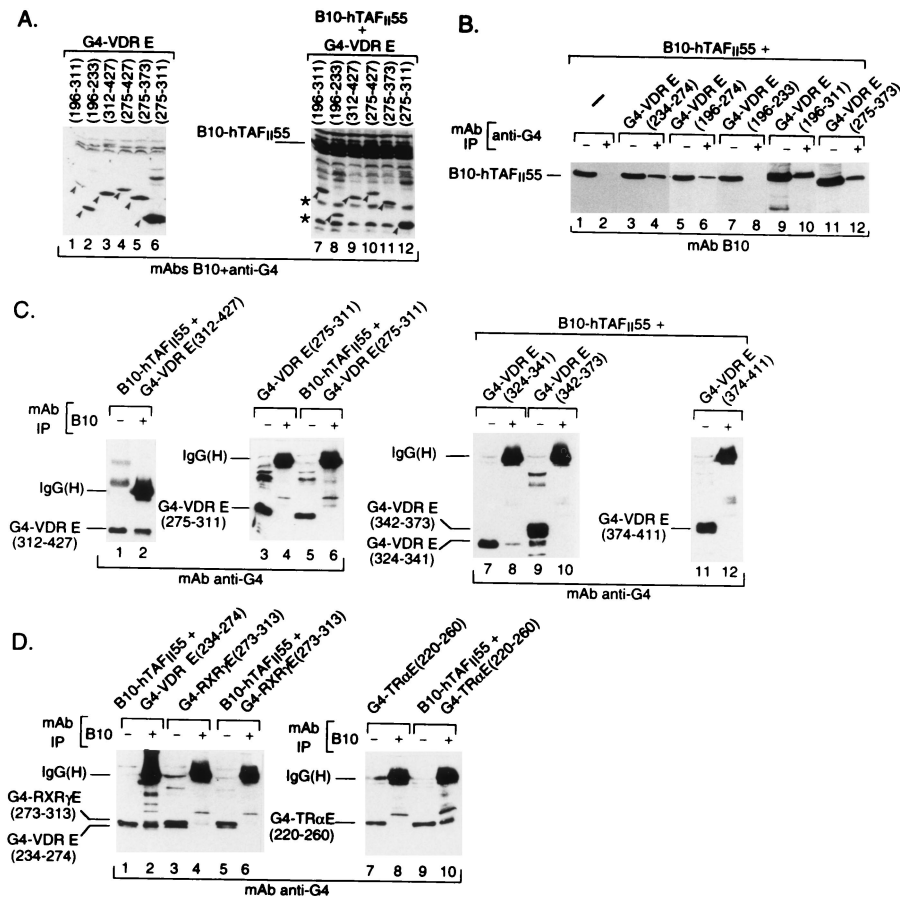 A.
G4-VDR E
(196-311)
(196-233)
(312-427)
(275-427)
(275-373)
(275-311)
B10-hTAFII55
+
G4-VDR E
(196-311)
(196-233)
(312-427)
(275-427)
(275-373)
(275-311)
B10-hTAFII55
*
*
1 2 3 4 5 6
7 8 9 10 11 12
mAbs B10+anti-G4
B.
B10-hTAFII55 +
–
G4-VDR E
(234-274)
G4-VDR E
(196-274)
G4-VDR E
(196-233)
G4-VDR E
(196-311)
G4-VDR E
(275-373)
mAb
IP
anti-G4
– + – + – + – + – + – +
B10-hTAFII55
1 2 3 4 5 6 7 8 9 10 11 12
mAb B10
C.
B10-hTAFII55 +
G4-VDR E(312-427)
mAb
IP
B10
– +
IgG(H)
G4-VDR E
(312-427)
1 2
G4-VDR E(275-311)
B10-hTAFII55 +
G4-VDR E(275-311)
– + – +
IgG(H)
G4-VDR E
(275-311)
3 4 5 6
mAb anti-G4
B10-hTAFII55 +
G4-VDR E
(324-341)
G4-VDR E
(342-373)
G4-VDR E
(374-411)
mAb
IP
B10
– + – +
– +
IgG(H)
G4-VDR E
(342-373)
G4-VDR E
(324-341)
G4-VDR E
(374-411)
7 8 9 10
11 12
mAb anti-G4
D.
B10-hTAFII55 +
G4-VDR E(234-274)
G4-RXRγE(273-313)
B10-hTAFII55 +
G4-RXRγE(273-313)
mAb
IP
B10
– + – + – +
IgG(H)
G4-RXRγE
(273-313)
G4-VDR E
(234-274)
1 2 3 4 5 6
G4-TRαE(220-260)
B10-hTAFII55 +
G4-TRαE(220-260)
mAb
IP
B10
– + – +
IgG(H)
G4-TRαE
(220-260)
7 8 9 10
mAb anti-G4